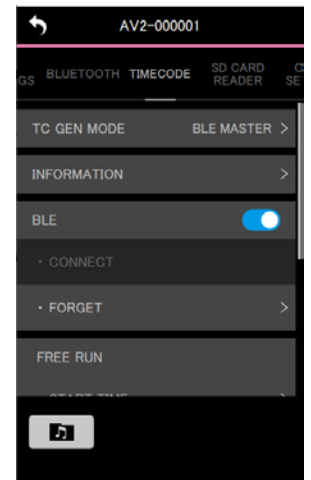 AV2-000001
GS BLUETOOTH TIMECODE SD CARD
READER SE
TC GEN MODE BLE MASTER >
INFORMATION >
BLE
· CONNECT
· FORGET >
FREE RUN